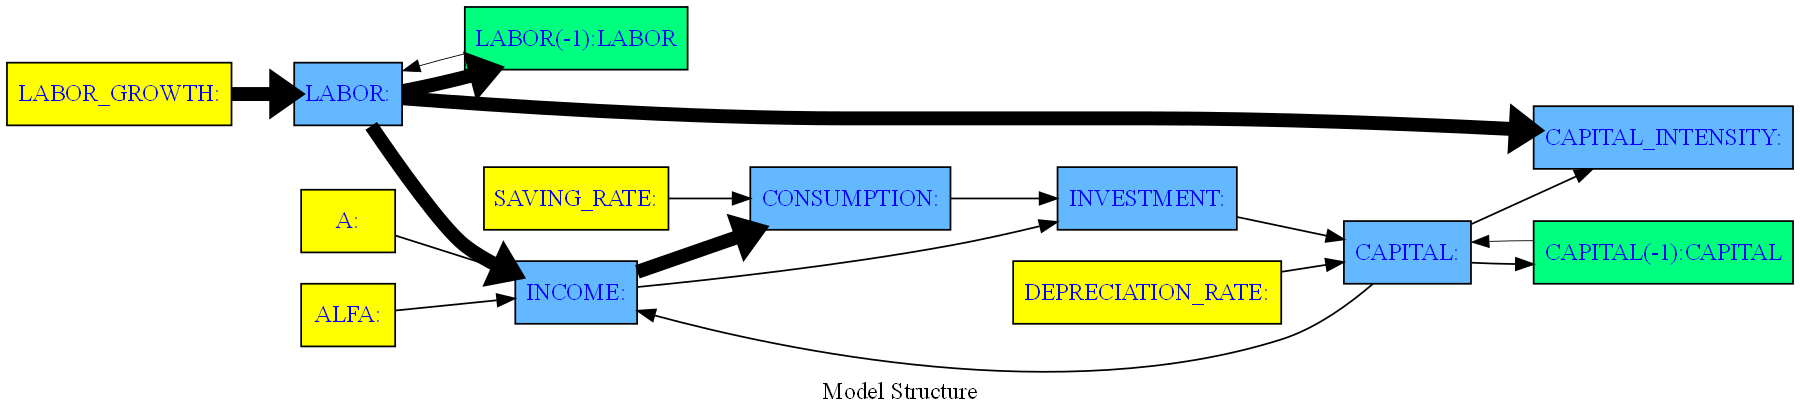 LABOR(-1):LABOR
LABOR_GROWTH:
LABOR:
CAPITAL_INTENSITY:
SAVING_RATE:
CONSUMPTION:
INVESTMENT:
A:
CAPITAL:
CAPITAL(-1):CAPITAL
INCOME:
DEPRECIATION_RATE:
ALFA:
Model Structure